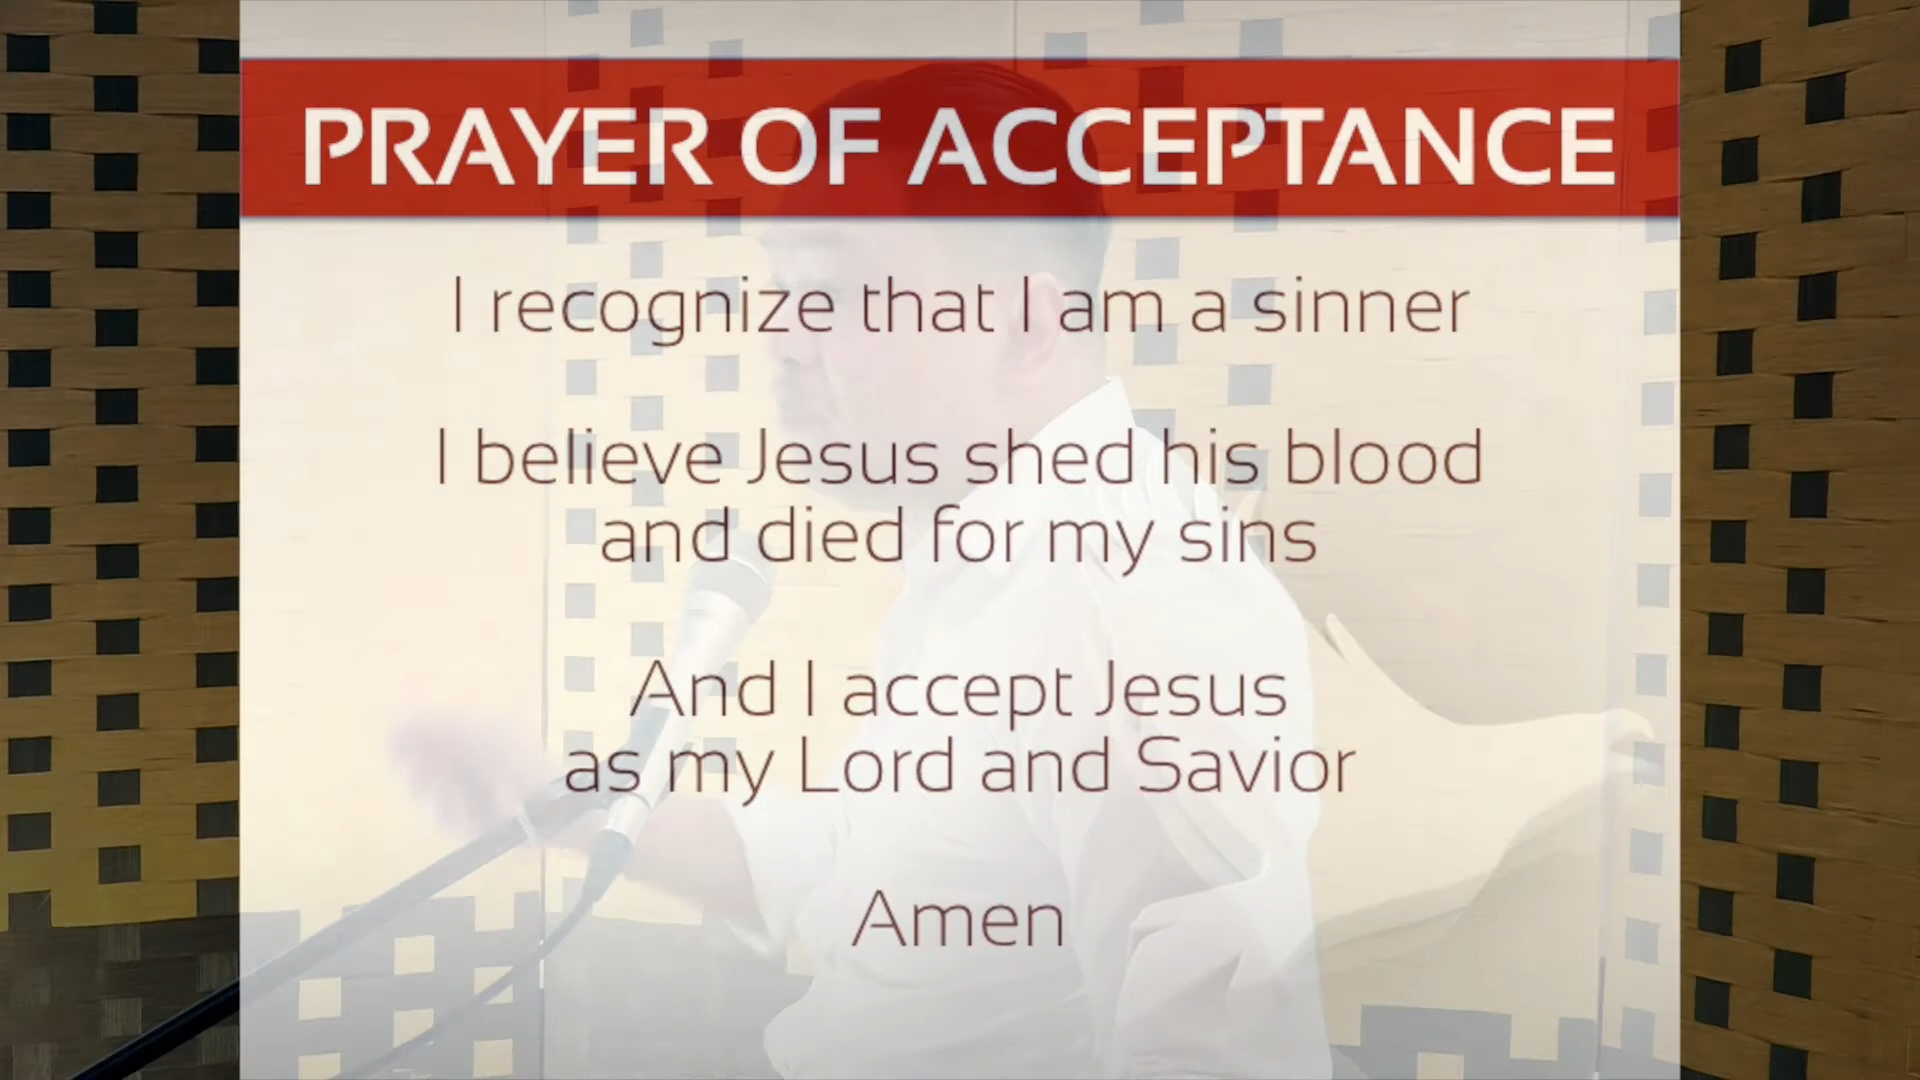 PRAYER OF ACCEPTANCE
I recognize that I am a sinner
I believe Jesus shed his blood
and died for my sins
And I accept Jesus
as my Lord and Savior
Amen